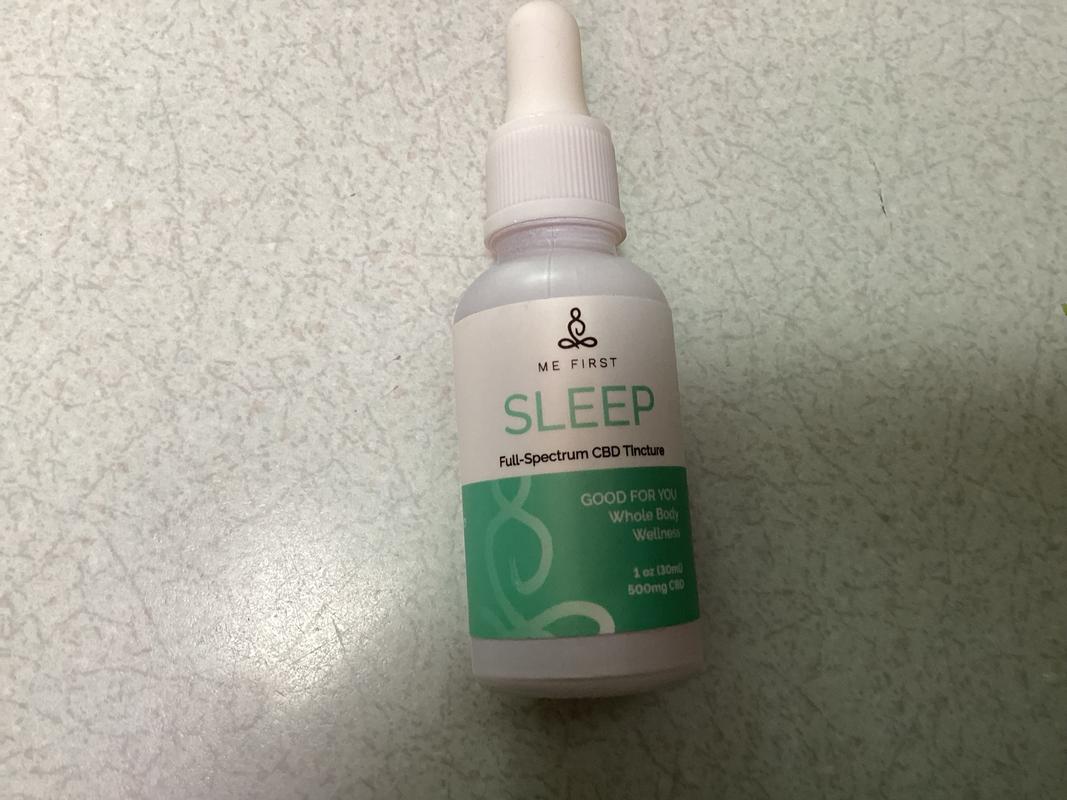 ME FIRST
SLEEP
Full-Spectrum CBD Tincture
GOOD FOR YOU
Whole Body
Wellness
1 oz (30ml)
500mg CBD